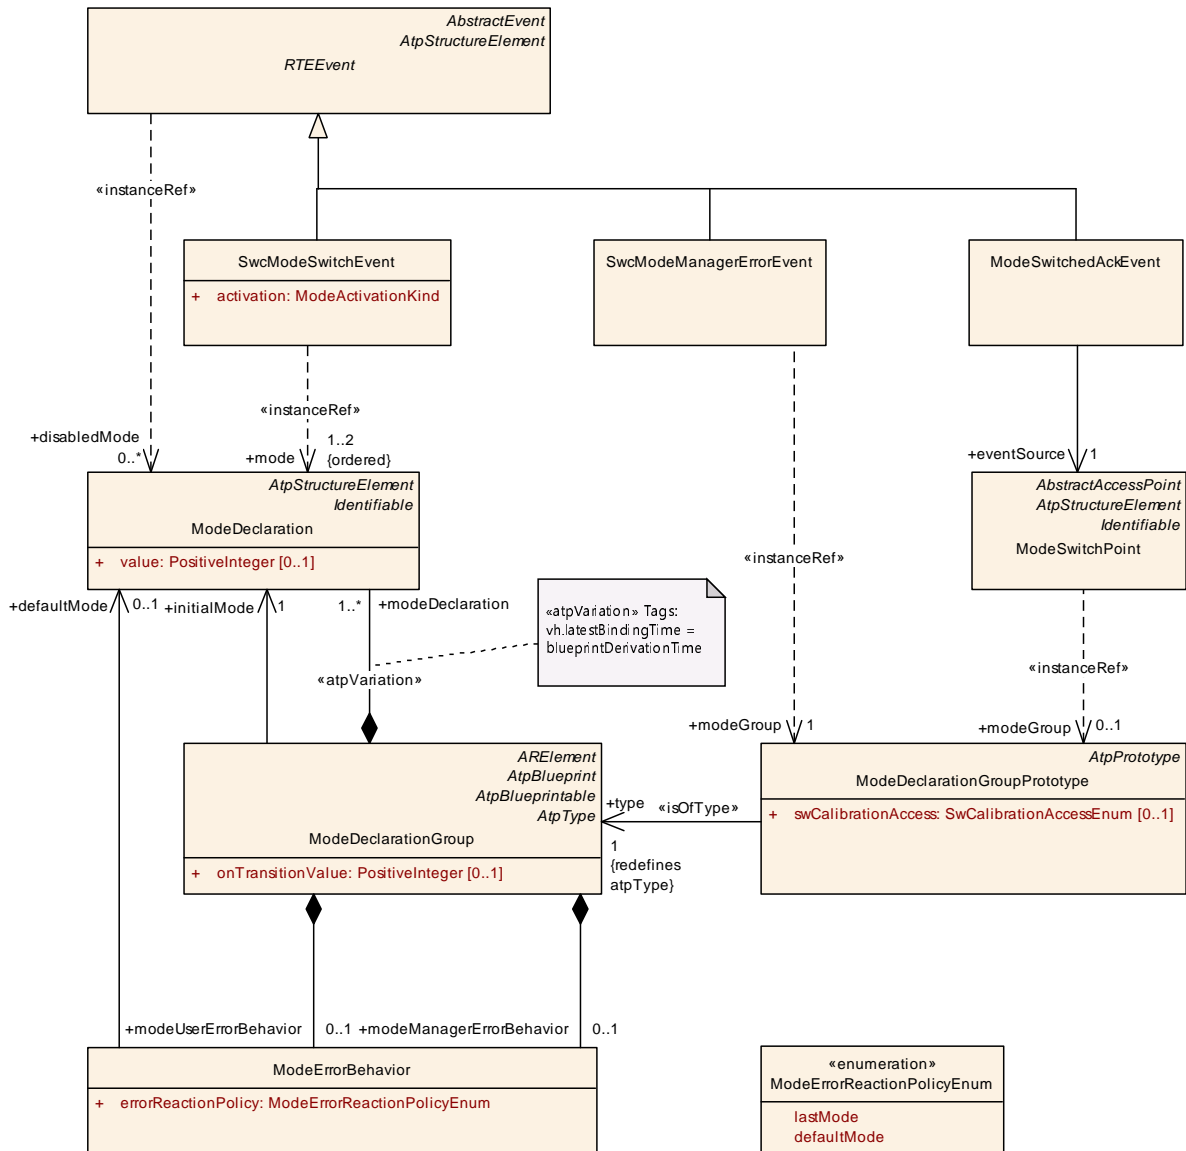 AbstractEvent
AtpStructureElement
RTEEvent
«instanceRef»
SwcModeSwitchEvent
+ activation: ModeActivationKind
SwcModeManagerErrorEvent
ModeSwitchedAckEvent
«instanceRef»
+disabledMode
0..*
+mode
1..2
{ordered}
+eventSource
1
AtpStructureElement
Identifiable
ModeDeclaration
+ value: PositiveInteger [0..1]
AbstractAccessPoint
AtpStructureElement
Identifiable
ModeSwitchPoint
«instanceRef»
+defaultMode
0..1
+initialMode
1
1..*
+modeDeclaration
«atpVariation» Tags:
vh.latestBindingTime =
blueprintDerivationTime
«atpVariation»
«instanceRef»
+modeGroup
1
+modeGroup
0..1
ARElement
AtpBlueprint
AtpBlueprintable
AtpType
ModeDeclarationGroup
+ onTransitionValue: PositiveInteger [0..1]
+type
«isOfType»
1
{redefines
atpType}
AtpPrototype
ModeDeclarationGroupPrototype
+ swCalibrationAccess: SwCalibrationAccessEnum [0..1]
+modeUserErrorBehavior
0..1
+modeManagerErrorBehavior
0..1
ModeErrorBehavior
+ errorReactionPolicy: ModeErrorReactionPolicyEnum
«enumeration»
ModeErrorReactionPolicyEnum
lastMode
defaultMode